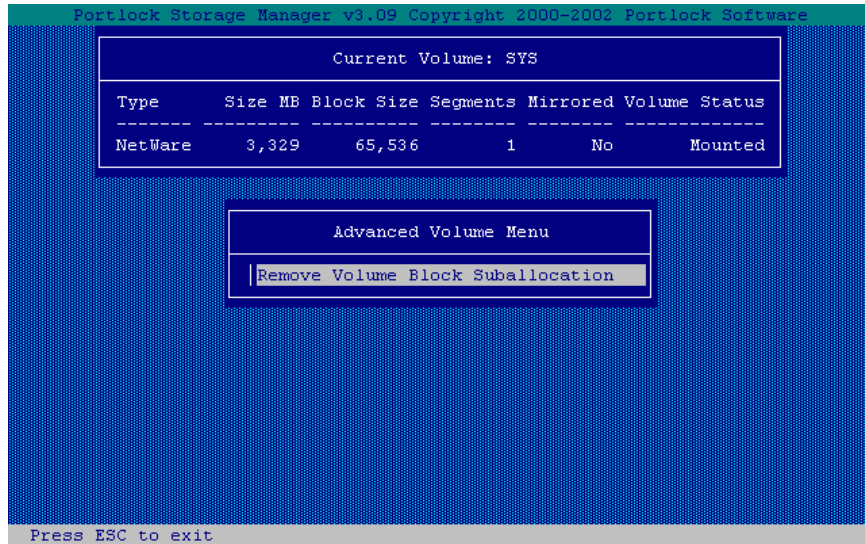 Portlock Storage Manager v3.09 Copyright 2000-2002 Portlock Software
Current Volume: SYS
Type Size MB Block Size Segments Mirrored Volume Status
------- --------- ---------- -------- -------- -------------
NetWare 3,329 65,536 1 No Mounted
Advanced Volume Menu
Remove Volume Block Suballocation
Press ESC to exit